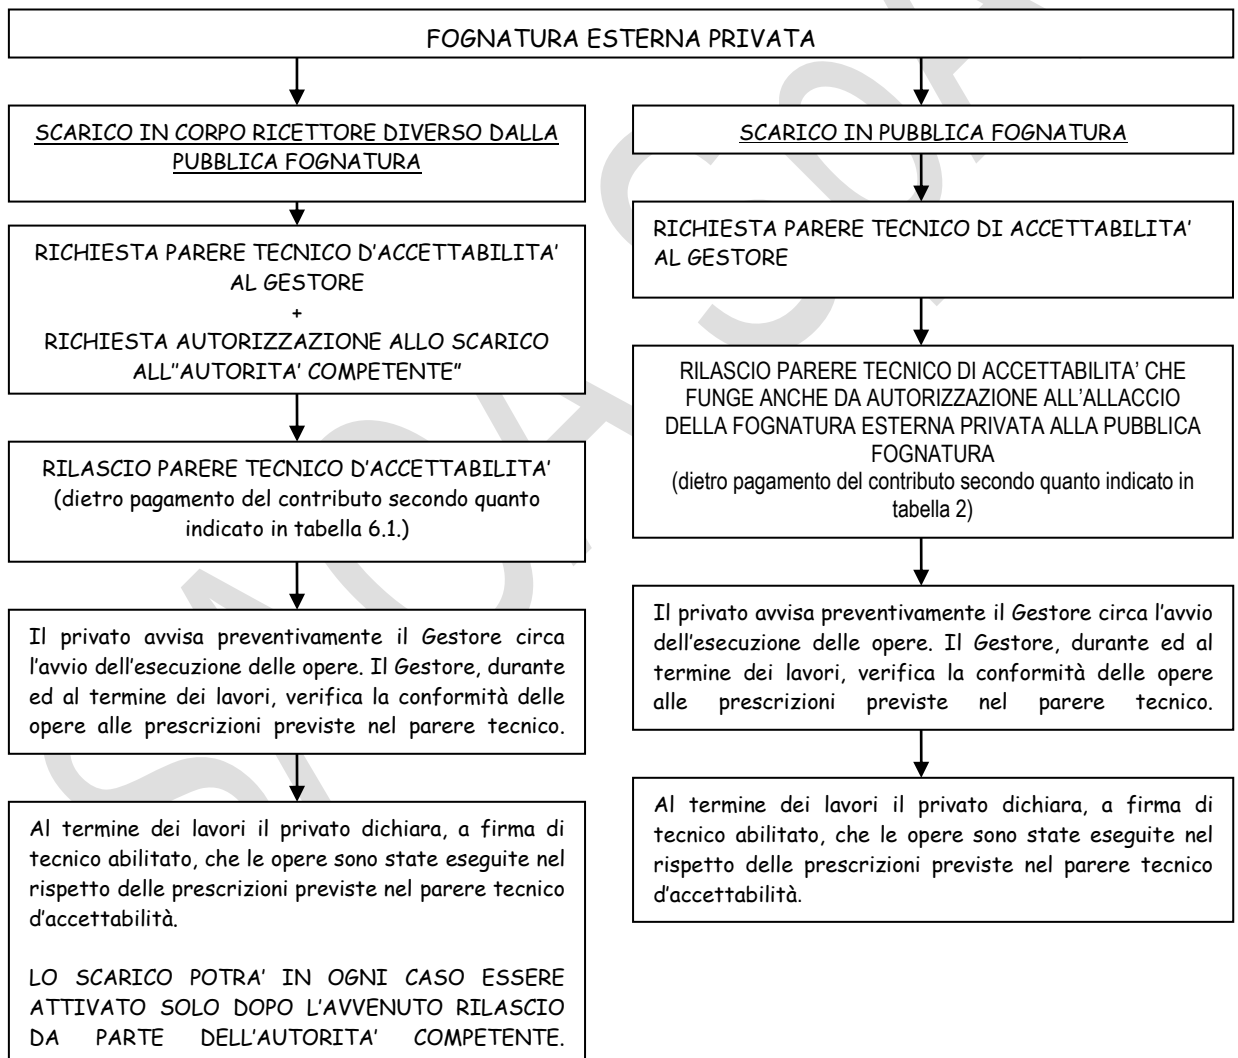 FOGNATURA ESTERNA PRIVATA
SCARICO IN CORPO RICETTORE DIVERSO DALLA
PUBBLICA FOGNATURA
RICHIESTA PARERE TECNICO D'ACCETTABILITA'
AL GESTORE
+
RICHIESTA AUTORIZZAZIONE ALLO SCARICO
ALL''AUTORITA' COMPETENTE"
RILASCIO PARERE TECNICO D'ACCETTABILITA'
(dietro pagamento del contributo secondo quanto
indicato in tabella 6.1.)
Il privato avvisa preventivamente il Gestore circa
l'avvio dell'esecuzione delle opere. Il Gestore, durante
ed al termine dei lavori, verifica la conformità delle
opere alle prescrizioni previste nel parere tecnico.
Al termine dei lavori il privato dichiara, a firma di
tecnico abilitato, che le opere sono state eseguite nel
rispetto delle prescrizioni previste nel parere tecnico
d'accettabilità.
LO SCARICO POTRA' IN OGNI CASO ESSERE
ATTIVATO SOLO DOPO L'AVVENUTO RILASCIO
DA PARTE DELL'AUTORITA' COMPETENTE.
SCARICO IN PUBBLICA FOGNATURA
RICHIESTA PARERE TECNICO DI ACCETTABILITA'
AL GESTORE
RILASCIO PARERE TECNICO DI ACCETTABILITA' CHE
FUNGE ANCHE DA AUTORIZZAZIONE ALL'ALLACCIO
DELLA FOGNATURA ESTERNA PRIVATA ALLA PUBBLICA
FOGNATURA
(dietro pagamento del contributo secondo quanto indicato in
tabella 2)
Il privato avvisa preventivamente il Gestore circa l'avvio
dell'esecuzione delle opere. Il Gestore, durante ed al
termine dei lavori, verifica la conformità delle opere
alle prescrizioni previste nel parere tecnico.
Al termine dei lavori il privato dichiara, a firma di
tecnico abilitato, che le opere sono state eseguite nel
rispetto delle prescrizioni previste nel parere tecnico
d'accettabilità.